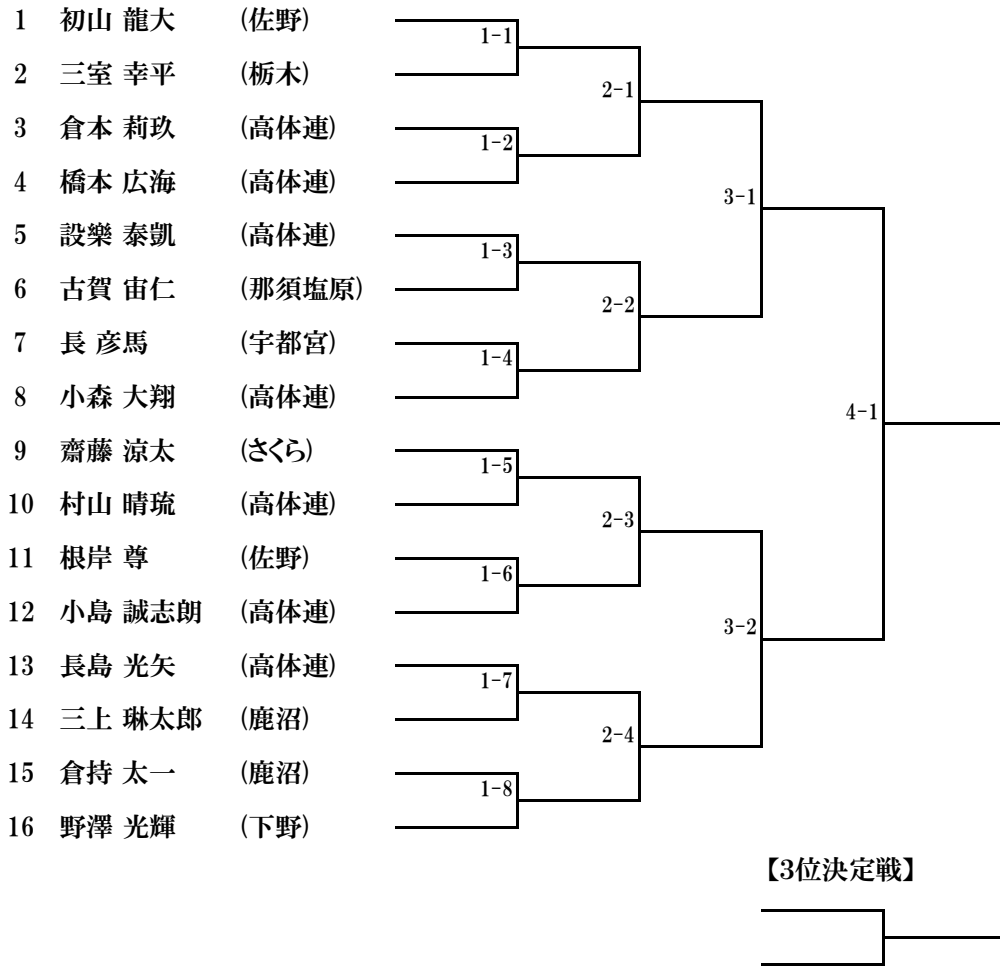 1 初山 龍大 (佐野)
1-1
2 三室 幸平 (栃木)
2-1
3 倉本 莉玖 (高体連)
1-2
4 橋本 広海 (高体連)
3-1
5 設樂 泰凱 (高体連)
1-3
6 古賀 宙仁 (那須塩原)
2-2
7 長 彦馬 (宇都宮)
1-4
8 小森 大翔 (高体連)
4-1
9 齋藤 涼太 (さくら)
1-5
10 村山 晴琉 (高体連)
2-3
11 根岸 尊 (佐野)
1-6
12 小島 誠志朗 (高体連)
3-2
13 長島 光矢 (高体連)
1-7
14 三上 琳太郎 (鹿沼)
2-4
15 倉持 太一 (鹿沼)
1-8
16 野澤 光輝 (下野)
【3位決定戦】